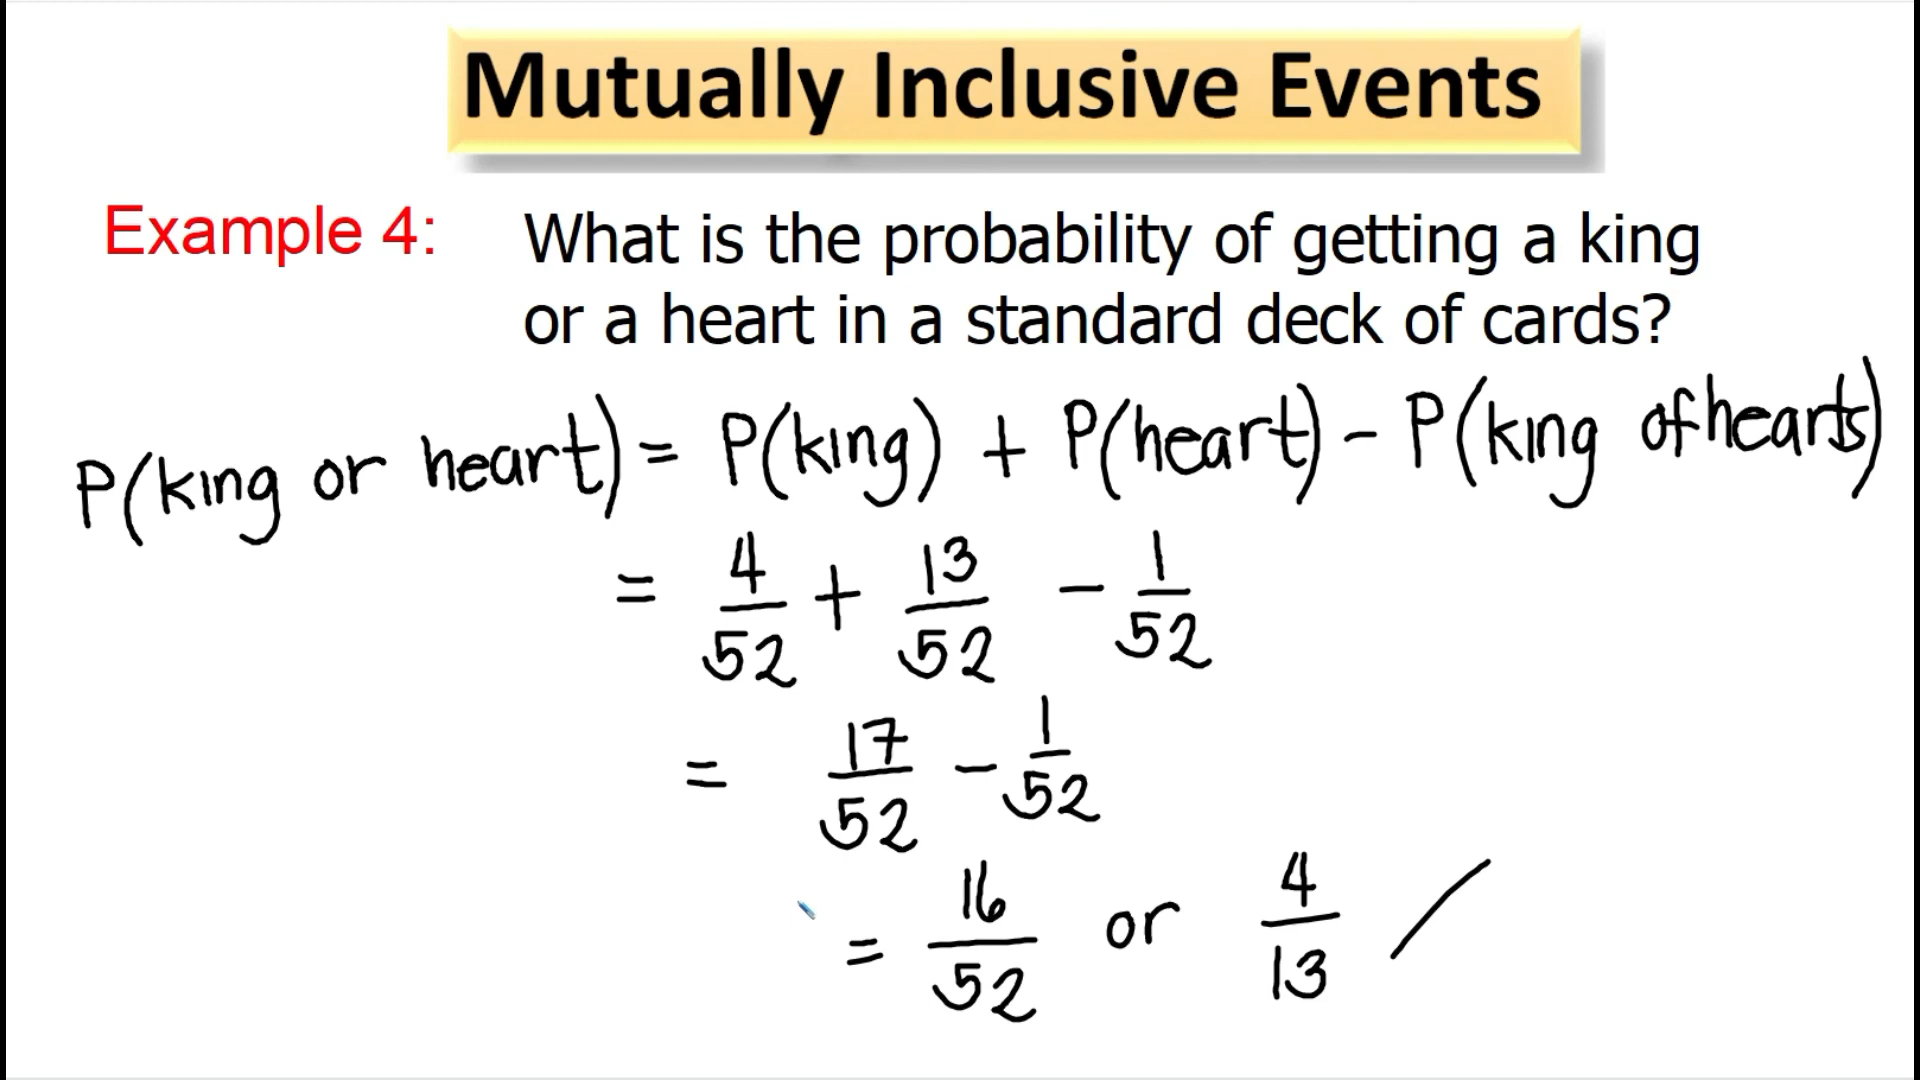 Mutually Inclusive Events
Example 4: What is the probability of getting a king
or a heart in a standard deck of cards?
P(king or heart) = P(king) + P(heart) - P(king of hearts)
= 4/52 + 13/52 - 1/52
= 17/52 - 1/52
= 16/52 or 4/13